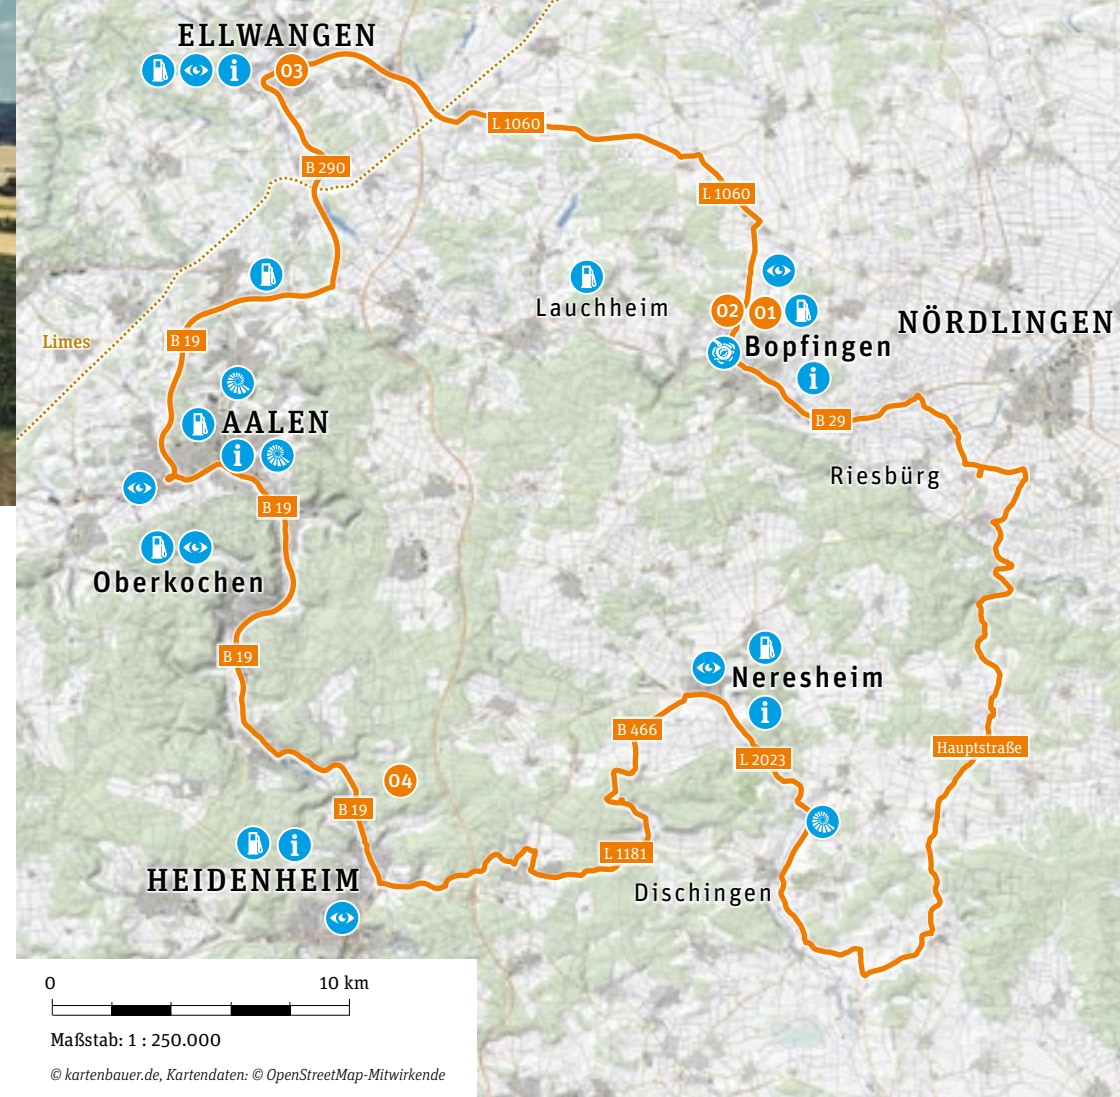 ELLWANGEN
03
L 1060
B 290
L 1060
Lauchheim
02
01
NÖRDLINGEN
Limes
B 19
Bopfingen
AALEN
B 29
Riesbürg
B 19
Oberkochen
B 19
Neresheim
B 466
Hauptstraße
L 2023
04
B 19
L 1181
HEIDENHEIM
Dischingen
0 10 km
Maßstab: 1 : 250.000
© kartenbauer.de, Kartendaten: © OpenStreetMap-Mitwirkende